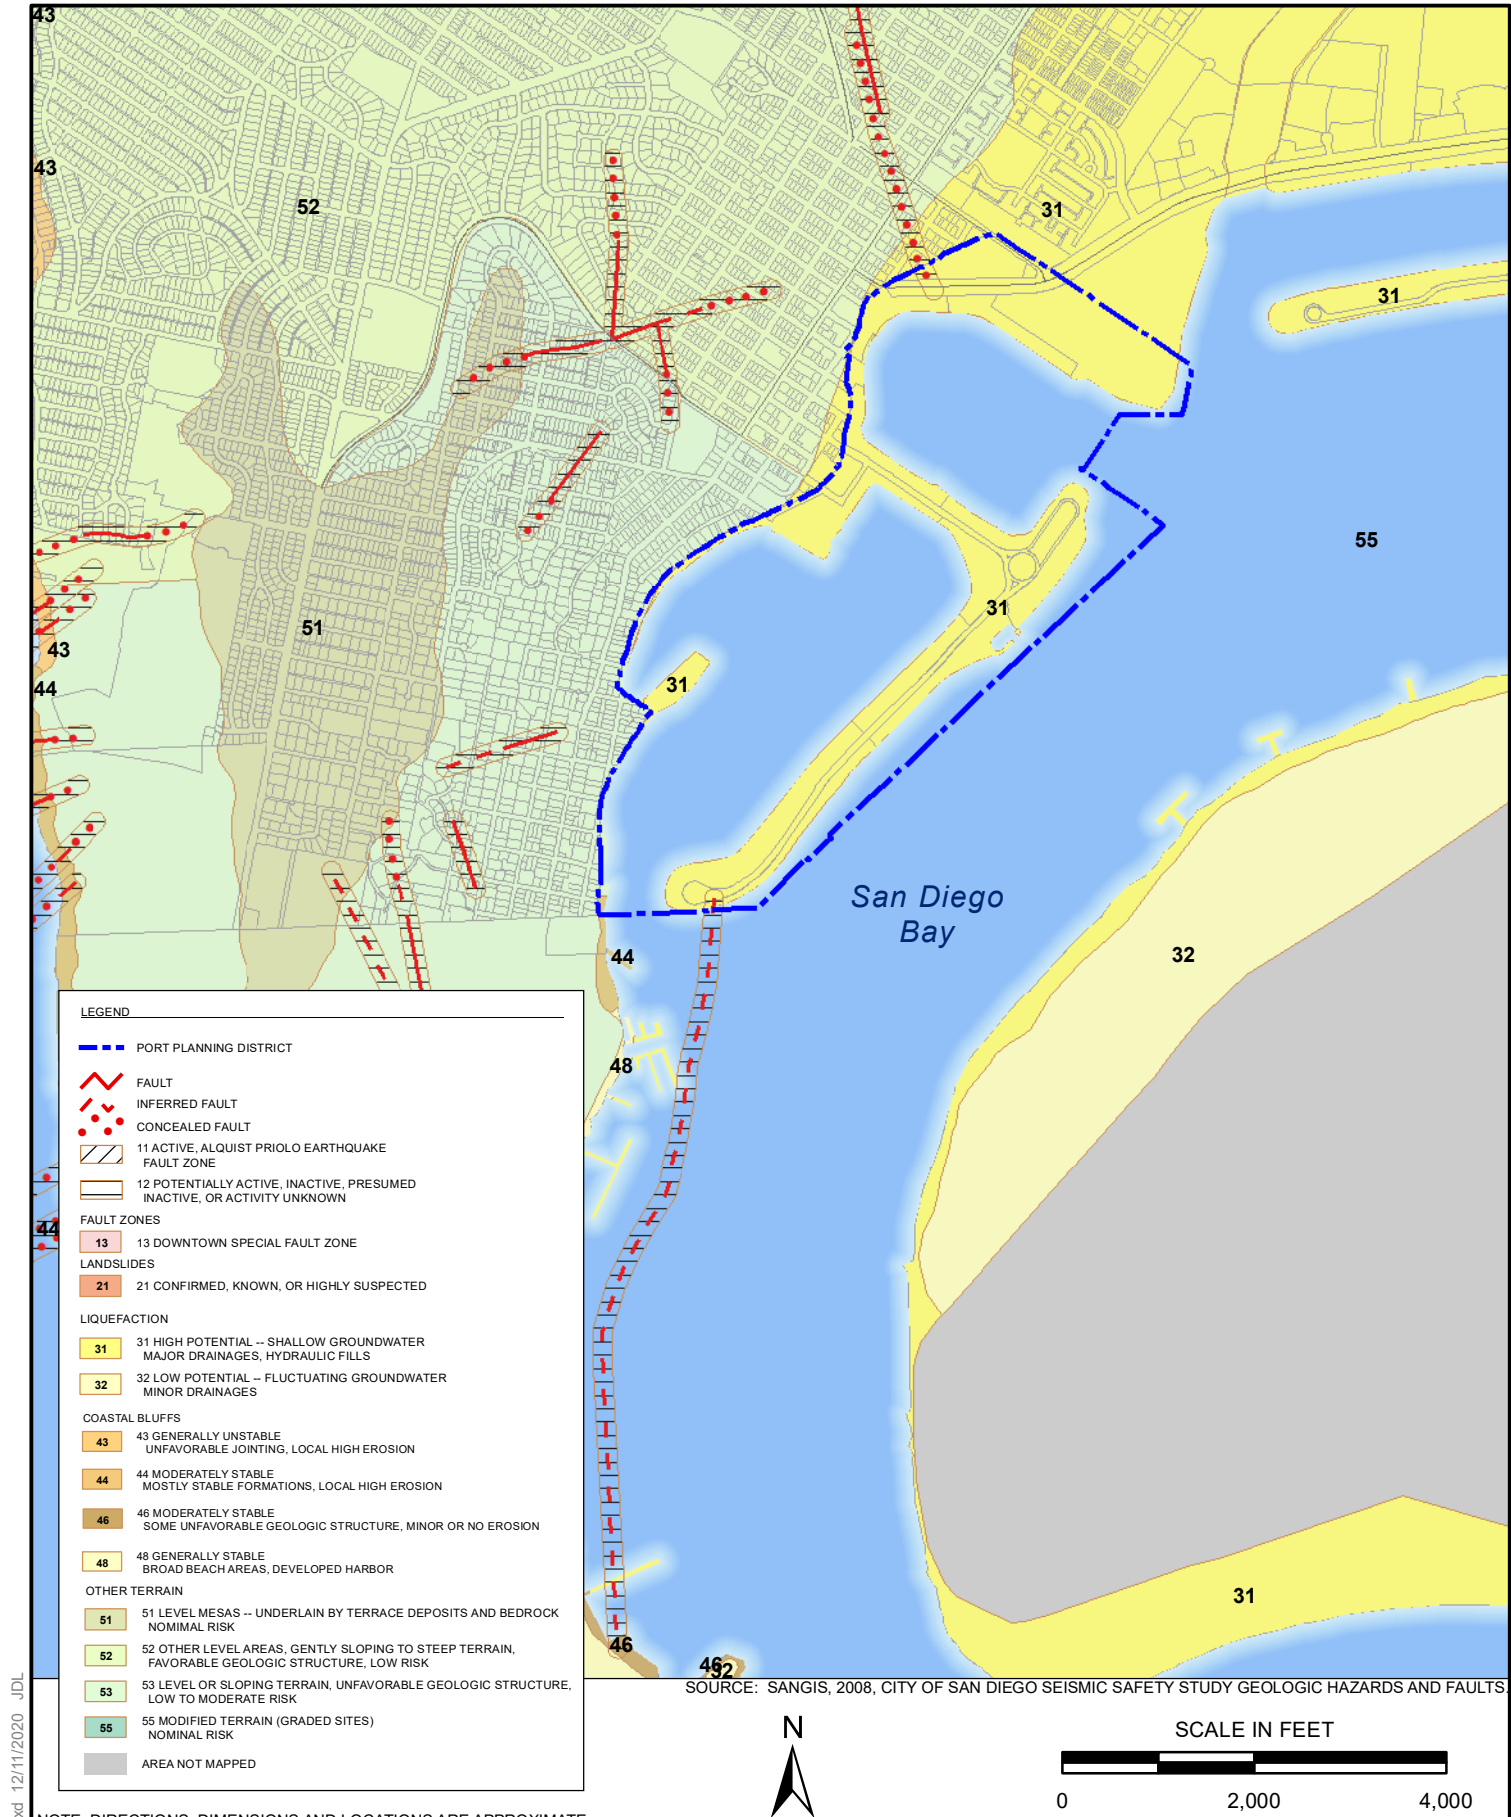 43
43
52
31
31
55
31
51
43
44
31
San Diego
Bay
32
44
48
44
31
46
46
32
LEGEND
PORT PLANNING DISTRICT
FAULT
INFERRED FAULT
CONCEALED FAULT
11 ACTIVE, ALQUIST PRIOLO EARTHQUAKE
FAULT ZONE
12 POTENTIALLY ACTIVE, INACTIVE, PRESUMED
INACTIVE, OR ACTIVITY UNKNOWN
FAULT ZONES
13 13 DOWNTOWN SPECIAL FAULT ZONE
LANDSLIDES
21 21 CONFIRMED, KNOWN, OR HIGHLY SUSPECTED
LIQUEFACTION
31 31 HIGH POTENTIAL -- SHALLOW GROUNDWATER
MAJOR DRAINAGES, HYDRAULIC FILLS
32 32 LOW POTENTIAL -- FLUCTUATING GROUNDWATER
MINOR DRAINAGES
COASTAL BLUFFS
43 43 GENERALLY UNSTABLE
UNFAVORABLE JOINTING, LOCAL HIGH EROSION
44 44 MODERATELY STABLE
MOSTLY STABLE FORMATIONS, LOCAL HIGH EROSION
46 46 MODERATELY STABLE
SOME UNFAVORABLE GEOLOGIC STRUCTURE, MINOR OR NO EROSION
48 48 GENERALLY STABLE
BROAD BEACH AREAS, DEVELOPED HARBOR
OTHER TERRAIN
51 51 LEVEL MESAS -- UNDERLAIN BY TERRACE DEPOSITS AND BEDROCK
NOMIMAL RISK
52 52 OTHER LEVEL AREAS, GENTLY SLOPING TO STEEP TERRAIN,
FAVORABLE GEOLOGIC STRUCTURE, LOW RISK
53 53 LEVEL OR SLOPING TERRAIN, UNFAVORABLE GEOLOGIC STRUCTURE,
LOW TO MODERATE RISK
55 55 MODIFIED TERRAIN (GRADED SITES)
NOMINAL RISK
AREA NOT MAPPED
SOURCE: SANGIS, 2008, CITY OF SAN DIEGO SEISMIC SAFETY STUDY GEOLOGIC HAZARDS AND FAULTS.
N
SCALE IN FEET
0 2,000 4,000
xd 12/11/2020 JDL
NOTE: DIRECTIONS, DIMENSIONS AND LOCATIONS ARE APPROXIMATE